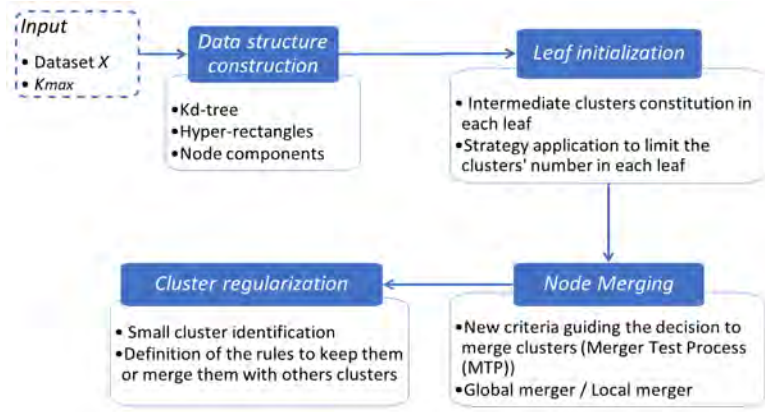 Input
• Dataset X
• Kmax
Data structure
construction
•Kd-tree
•Hyper-rectangles
•Node components
Leaf initialization
• Intermediate clusters constitution in
each leaf
•Strategy application to limit the
clusters' number in each leaf
Node Merging
•New criteria guiding the decision to
merge clusters (Merger Test Process
(MTP))
•Global merger / Local merger
Cluster regularization
• Small cluster identification
•Definition of the rules to keep them
or merge them with others clusters